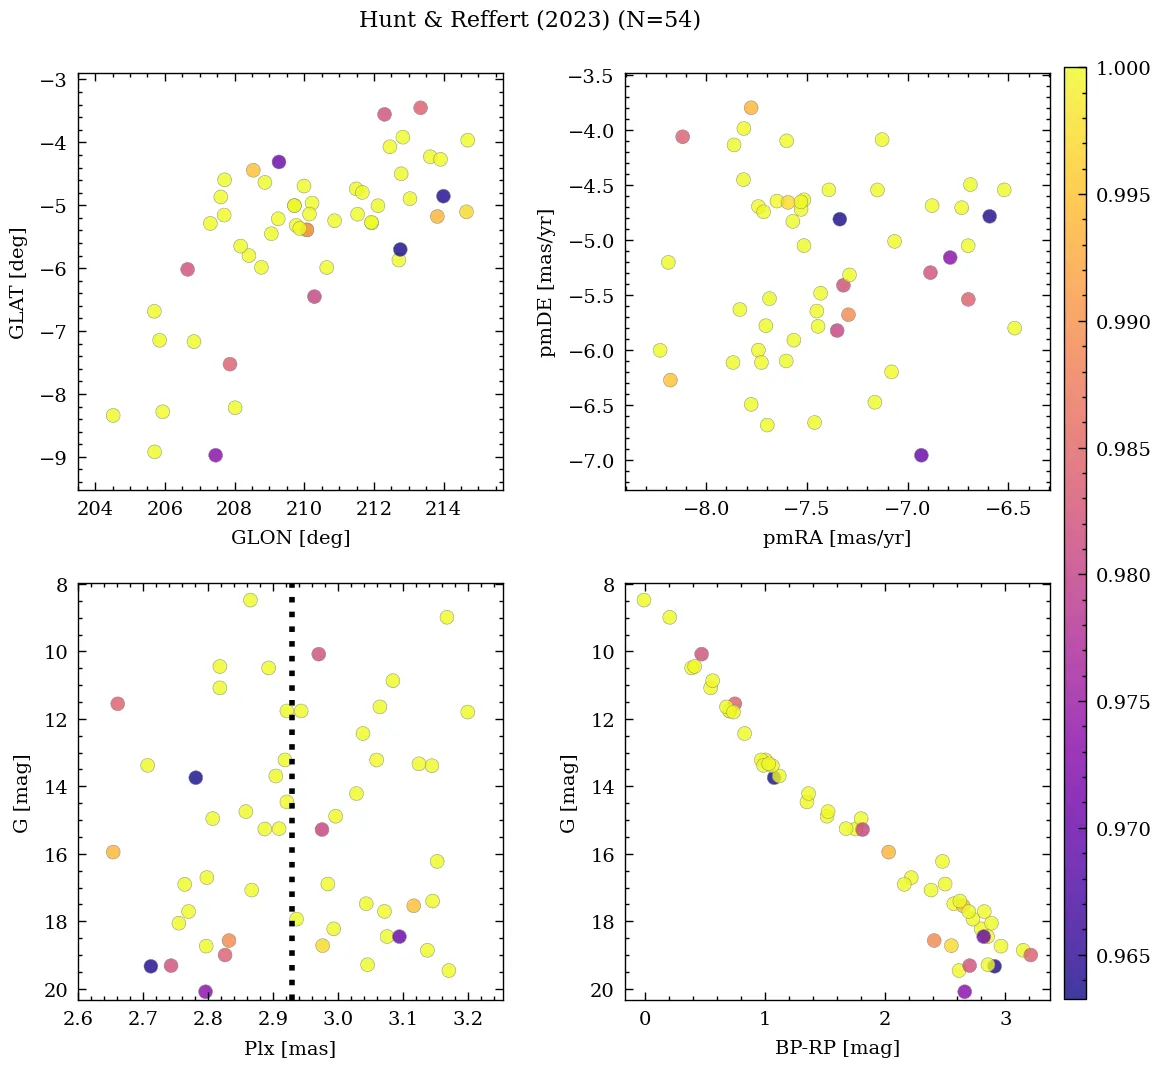 Hunt & Reffert (2023) (N=54)
−3
−4
−5
−6
−7
−8
−9
GLAT [deg]
204 206 208 210 212 214
GLON [deg]
−3.5
−4.0
−4.5
−5.0
−5.5
−6.0
−6.5
−7.0
pmDE [mas/yr]
−8.0 −7.5 −7.0 −6.5
pmRA [mas/yr]
8
10
12
14
16
18
20
G [mag]
2.6 2.7 2.8 2.9 3.0 3.1 3.2
Plx [mas]
8
10
12
14
16
18
20
G [mag]
0 1 2 3
BP-RP [mag]
1.000
0.995
0.990
0.985
0.980
0.975
0.970
0.965